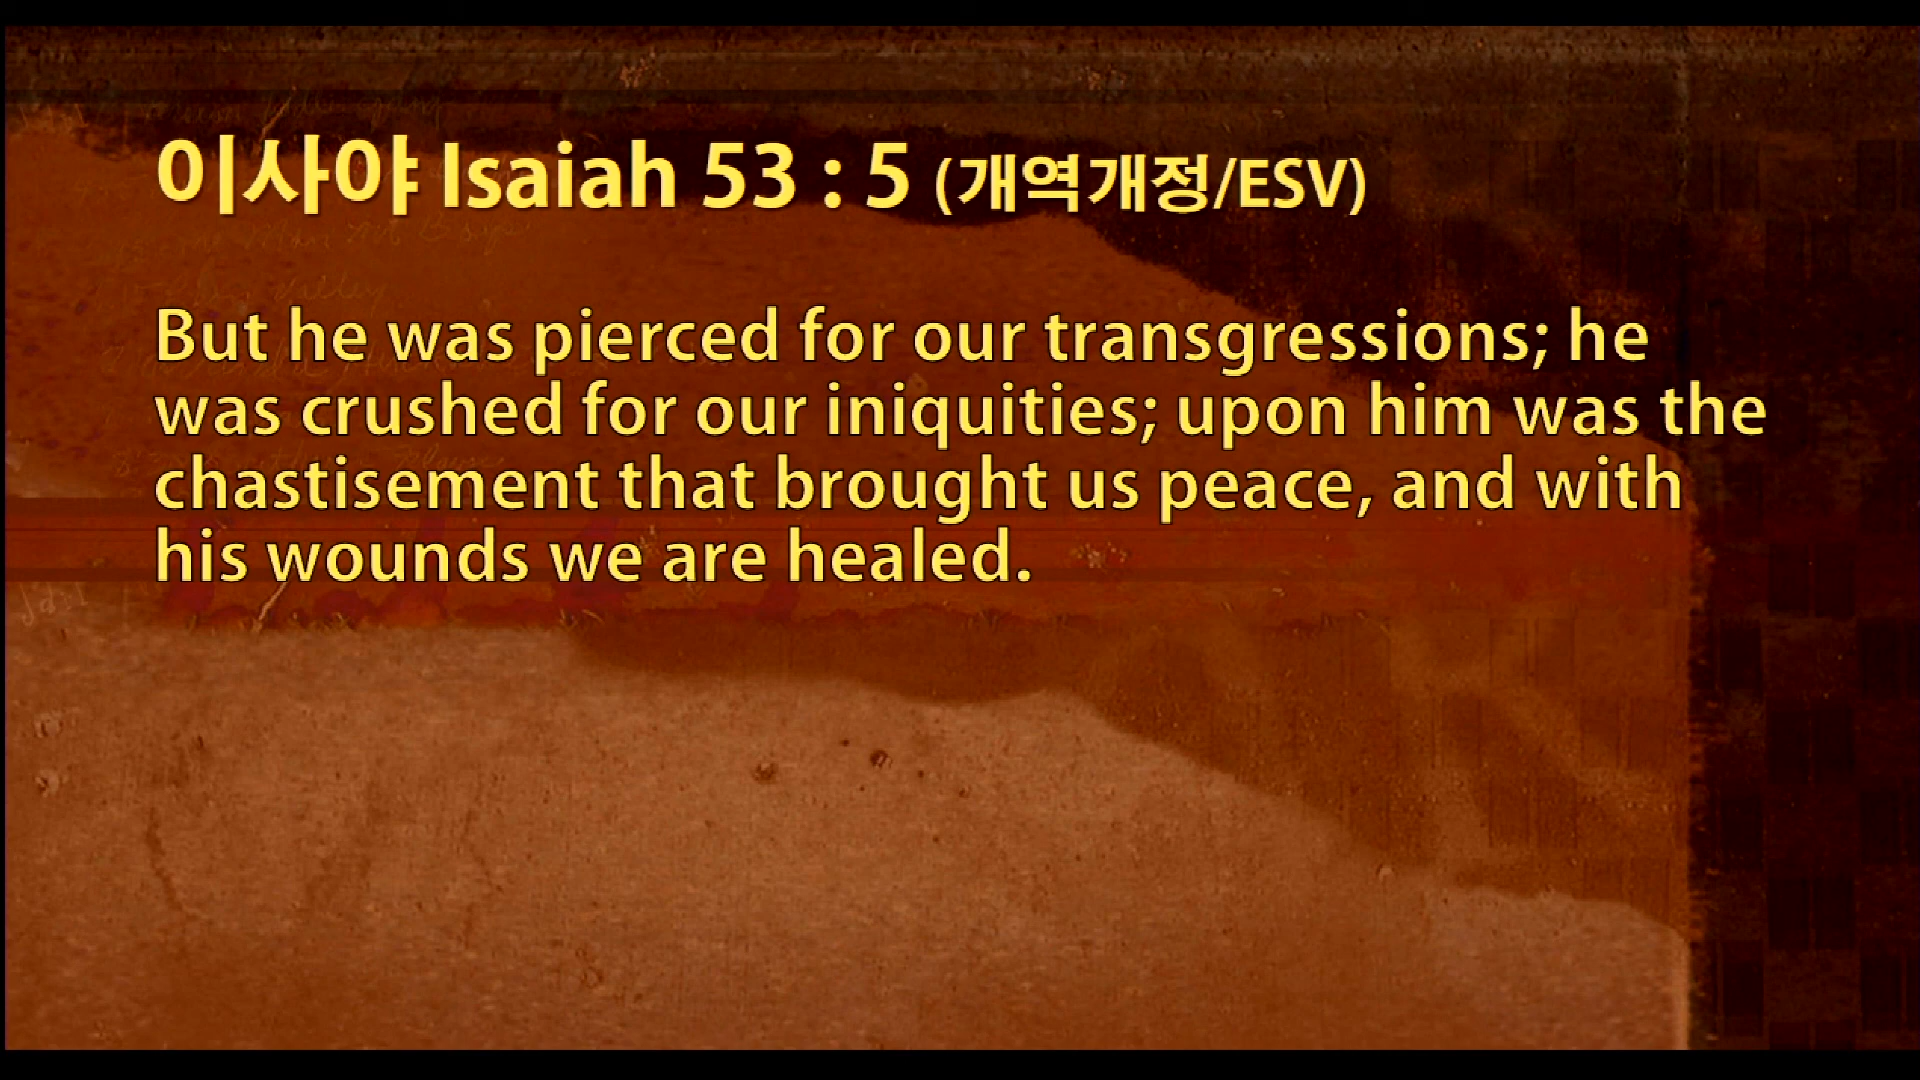 이사야 Isaiah 53 : 5 (개역개정/ESV)
But he was pierced for our transgressions; he
was crushed for our iniquities; upon him was the
chastisement that brought us peace, and with
his wounds we are healed.